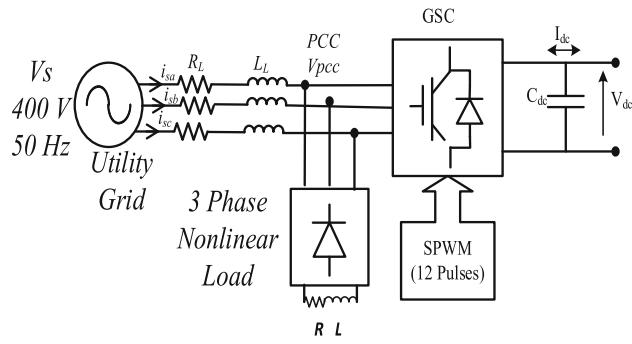 GSC
PCC
Vpcc
Idc
isa
RL
LL
Vs
400 V
50 Hz
isb
isc
Cdc
Vdc
Utility
Grid
3 Phase
Nonlinear
Load
SPWM
(12 Pulses)
R L